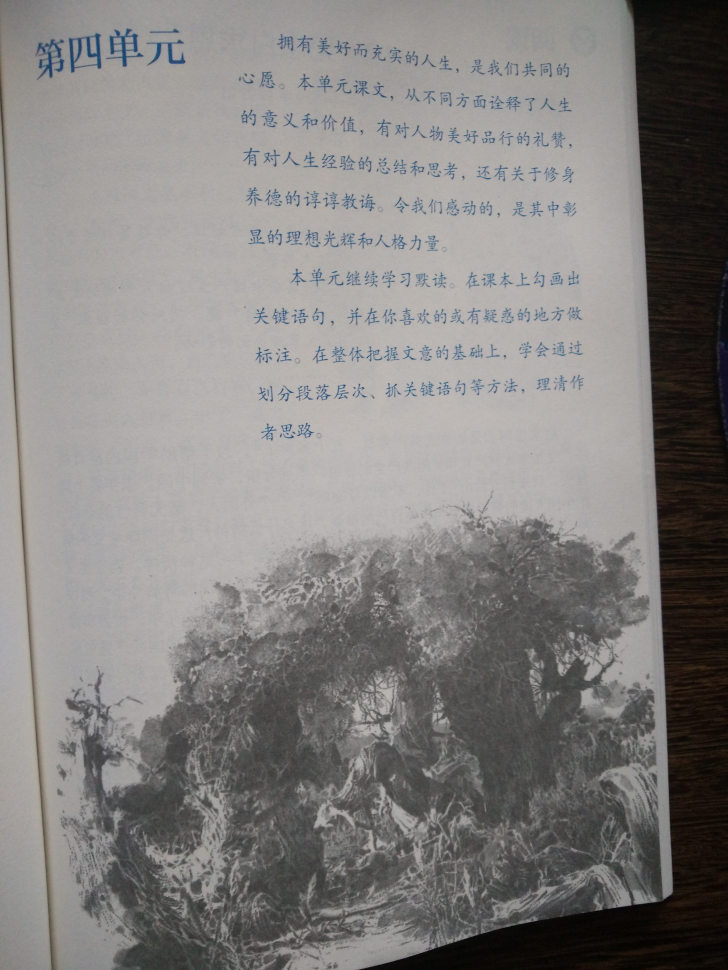 第四单元
拥有美好而充实的人生，是我们共同的
心愿。本单元课文，从不同方面诠释了人生
的意义和价值，有对人物美好品行的礼赞，
有对人生经验的总结和思考，还有关于修身
养德的谆谆教诲。令我们感动的，是其中彰
显的理想光辉和人格力量。
本单元继续学习默读。在课本上勾画出
关键语句，并在你喜欢的或有疑惑的地方做
标注。在整体把握文意的基础上，学会通过
划分段落层次、抓关键语句等方法，理清作
者思路。